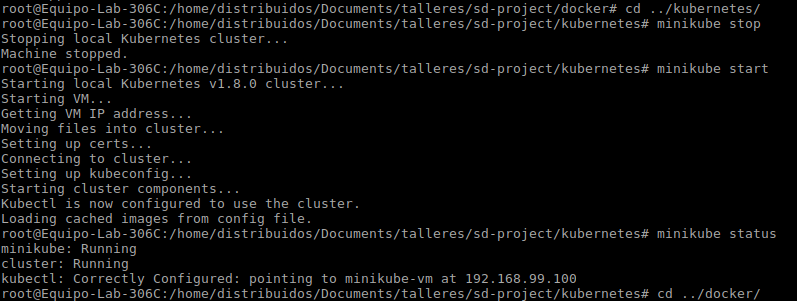 root@Equipo-Lab-306C:/home/distribuidos/Documents/talleres/sd-project/docker# cd ../kubernetes/
root@Equipo-Lab-306C:/home/distribuidos/Documents/talleres/sd-project/kubernetes# minikube stop
Stopping local Kubernetes cluster...
Machine stopped.
root@Equipo-Lab-306C:/home/distribuidos/Documents/talleres/sd-project/kubernetes# minikube start
Starting local Kubernetes v1.8.0 cluster...
Starting VM...
Getting VM IP address...
Moving files into cluster...
Setting up certs...
Connecting to cluster...
Setting up kubeconfig...
Starting cluster components...
Kubectl is now configured to use the cluster.
Loading cached images from config file.
root@Equipo-Lab-306C:/home/distribuidos/Documents/talleres/sd-project/kubernetes# minikube status
minikube: Running
cluster: Running
kubectl: Correctly Configured: pointing to minikube-vm at 192.168.99.100
root@Equipo-Lab-306C:/home/distribuidos/Documents/talleres/sd-project/kubernetes# cd ../docker/